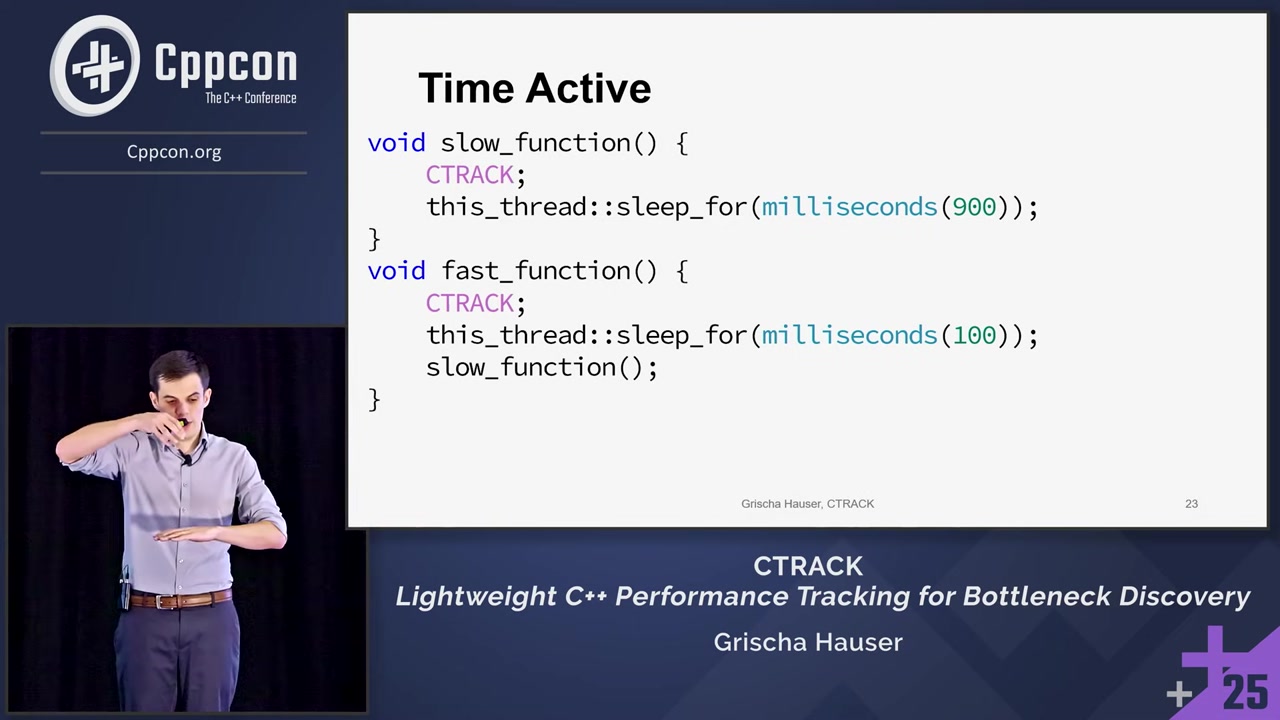 Cppcon
The C++ Conference
Cppcon.org
Time Active
void slow_function() {
    CTRACK;
    this_thread::sleep_for(milliseconds(900));
}
void fast_function() {
    CTRACK;
    this_thread::sleep_for(milliseconds(100));
    slow_function();
}
Grischa Hauser, CTRACK
23
CTRACK
Lightweight C++ Performance Tracking for Bottleneck Discovery
Grischa Hauser
25